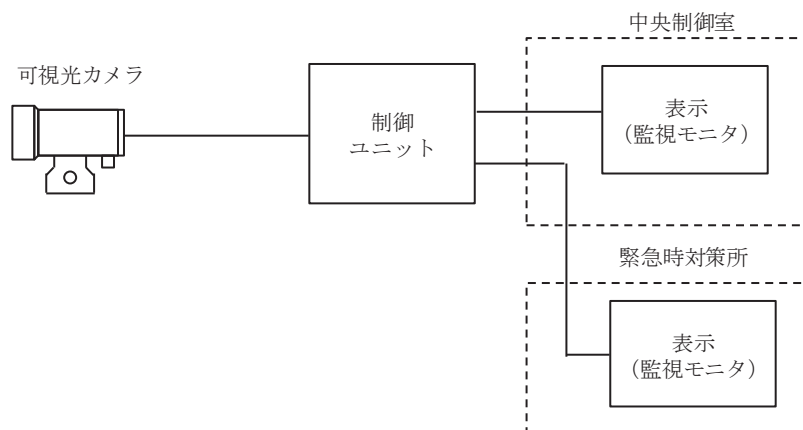 中央制御室
可視光カメラ
制御
ユニット
表示
（監視モニタ）
緊急時対策所
表示
（監視モニタ）